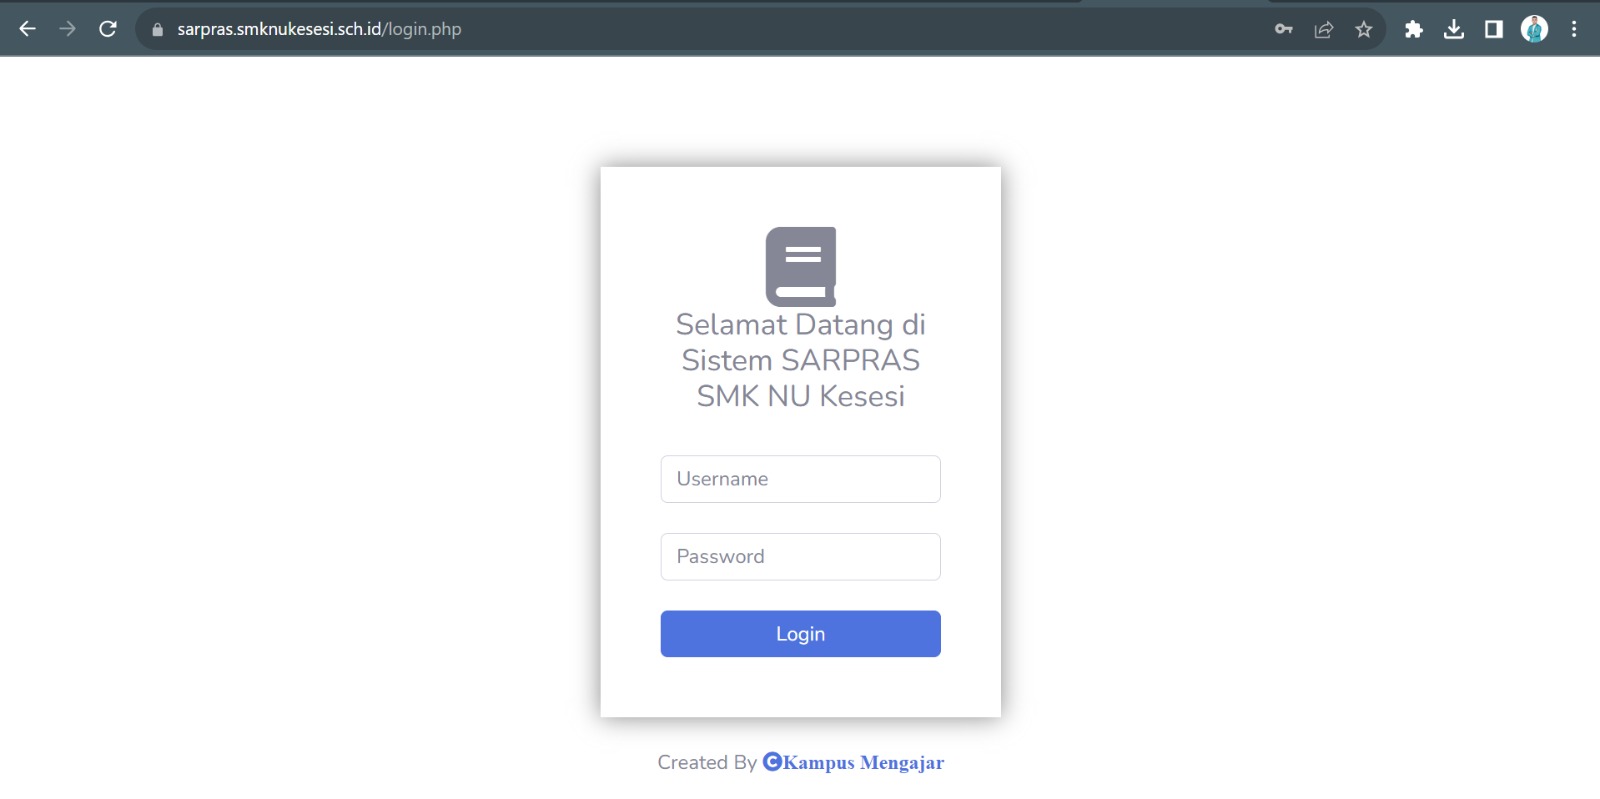 sarpras.smknukesesi.sch.id/login.php
Selamat Datang di
Sistem SARPRAS
SMK NU Kesesi
Username
Password
Login
Created By ©Kampus Mengajar